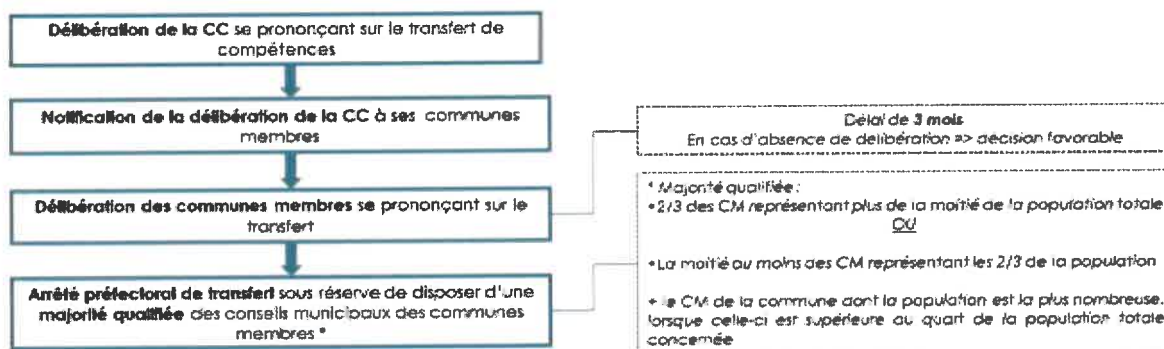 Délibération de la CC se prononçant sur le transfert de
compétences
Notification de la délibération de la CC à ses communes
membres
Délai de 3 mois
En cas d'absence de délibération => décision favorable
Délibération des communes membres se prononçant sur le
transfert
* Majorité qualifiée :
•2/3 des CM représentant plus de la moitié de la population totale
OU
•La moitié au moins des CM représentant les 2/3 de la population
Arrêté préfectoral de transfert sous réserve de disposer d'une
majorité qualifiée des conseils municipaux des communes
membres *
+ le CM de la commune dont la population est la plus nombreuse,
lorsque celle-ci est supérieure au quart de la population totale
concernée